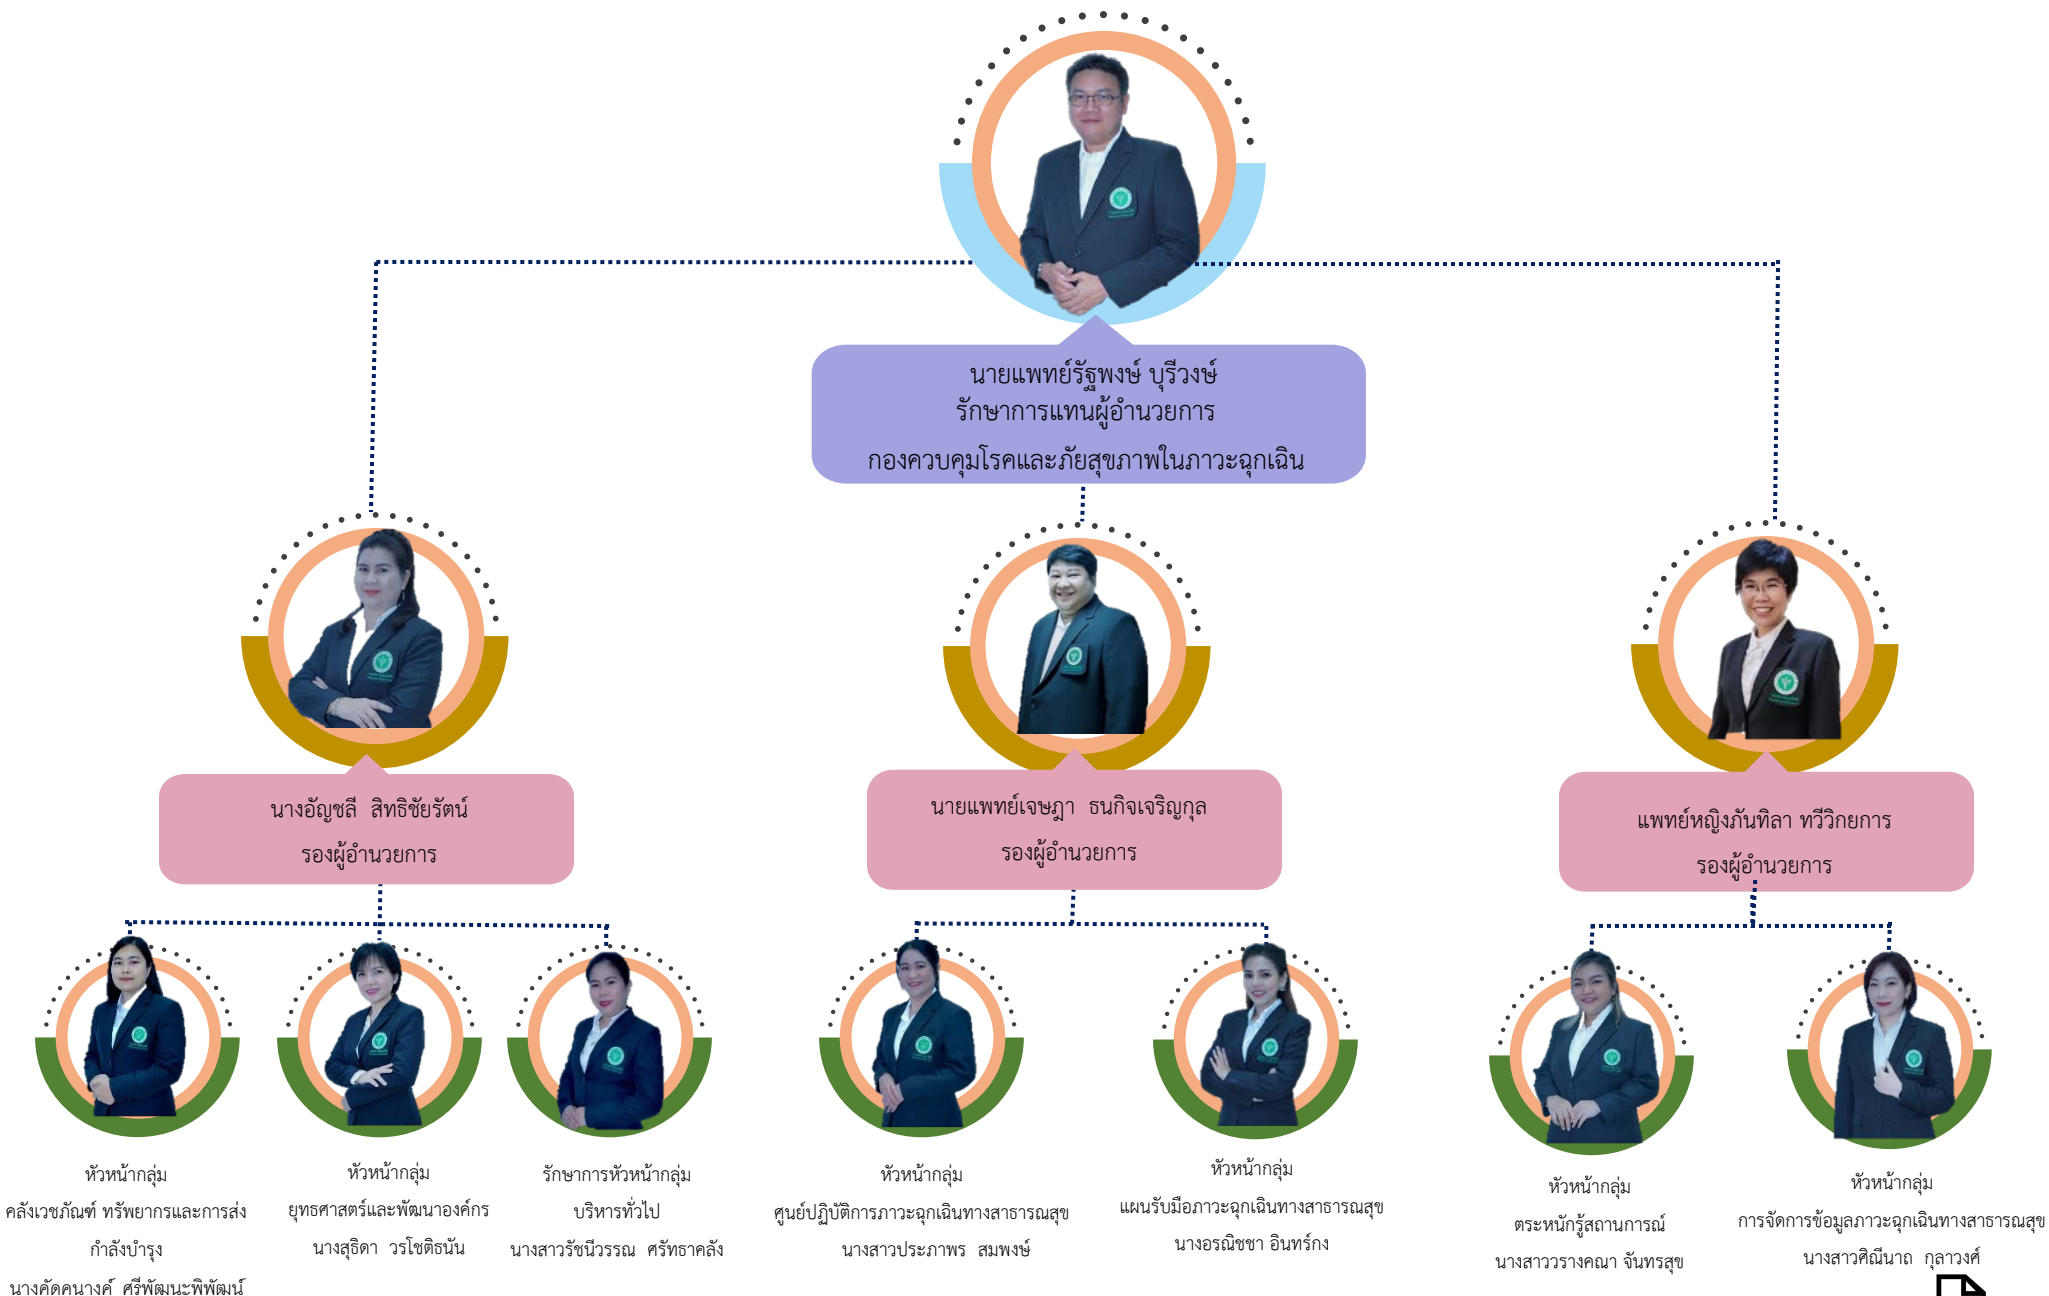 นายแพทย์รัฐพงษ์ บุรีวงษ์
รักษาการแทนผู้อำนวยการ
กองควบคุมโรคและภัยสุขภาพในภาวะฉุกเฉิน
นางอัญชลี สิทธิชัยรัตน์
รองผู้อำนวยการ
นายแพทย์เจษฎา ธนกิจเจริญกุล
รองผู้อำนวยการ
แพทย์หญิงภันทิลา ทวีวิกยการ
รองผู้อำนวยการ
หัวหน้ากลุ่ม
คลังเวชภัณฑ์ ทรัพยากรและการส่ง
กำลังบำรุง
นางคัดคนางค์ ศรีพัฒนะพิพัฒน์
หัวหน้ากลุ่ม
ยุทธศาสตร์และพัฒนาองค์กร
นางสุธิดา วรโชติธนัน
รักษาการหัวหน้ากลุ่ม
บริหารทั่วไป
นางสาวรัชนีวรรณ ศรัทธาคลัง
หัวหน้ากลุ่ม
ศูนย์ปฏิบัติการภาวะฉุกเฉินทางสาธารณสุข
นางสาวประภาพร สมพงษ์
หัวหน้ากลุ่ม
แผนรับมือภาวะฉุกเฉินทางสาธารณสุข
นางอรณิชชา อินทร์กง
หัวหน้ากลุ่ม
ตระหนักรู้สถานการณ์
นางสาววรางคณา จันทรสุข
หัวหน้ากลุ่ม
การจัดการข้อมูลภาวะฉุกเฉินทางสาธารณสุข
นางสาวศิณีนาถ กุลาวงศ์